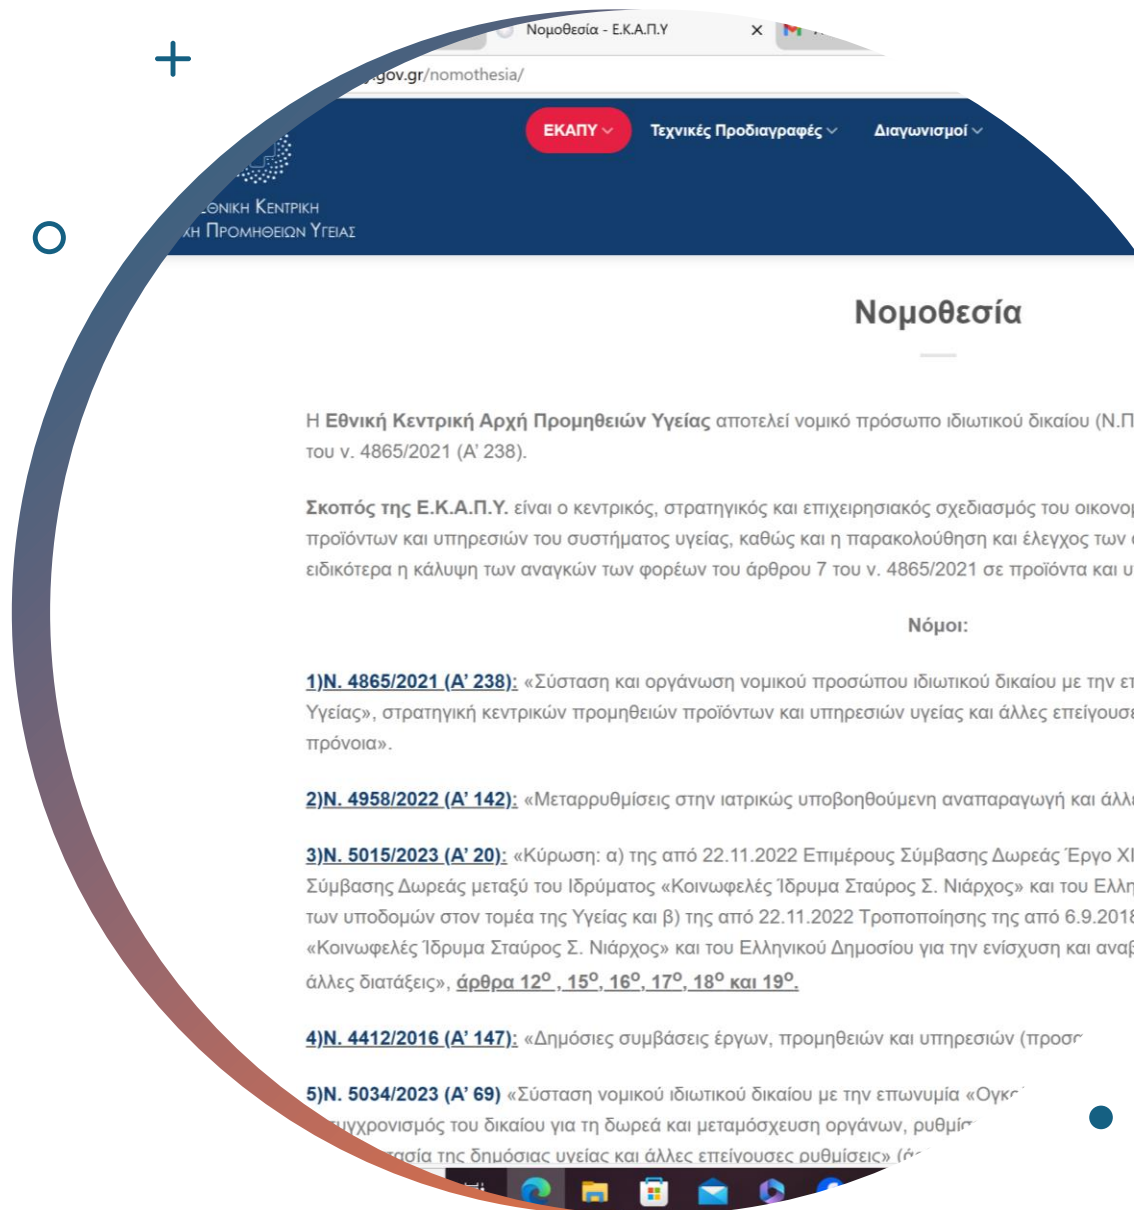 Νομοθεσία - Ε.Κ.Α.Π.Υ
gov.gr/nomothesia/
ΕΚΑΠΥ Τεχνικές Προδιαγραφές Διαγωνισμοί
ΚΕΝΤΡΙΚΗ
ΠΡΟΜΗΘΕΙΩΝ ΥΓΕΙΑΣ
Νομοθεσία
Η Εθνική Κεντρική Αρχή Προμηθειών Υγείας αποτελεί νομικό πρόσωπο ιδιωτικού δικαίου (Ν.Π
του ν. 4865/2021 (Α’ 238).
Σκοπός της Ε.Κ.Α.Π.Υ. είναι ο κεντρικός, στρατηγικός και επιχειρησιακός σχεδιασμός του
προϊόντων και υπηρεσιών του συστήματος υγείας, καθώς και η παρακολούθηση και έλεγχος των
ειδικότερα η κάλυψη των αναγκών των φορέων του άρθρου 7 του ν. 4865/2021 σε προϊόντα και
Νόμοι:
1)Ν. 4865/2021 (Α’ 238): «Σύσταση και οργάνωση νομικού προσώπου ιδιωτικού δικαίου με την
Υγείας», στρατηγική κεντρικών προμηθειών προϊόντων και υπηρεσιών υγείας και άλλες
πρόνοια».
2)Ν. 4958/2022 (Α’ 142): «Μεταρρυθμίσεις στην ιατρικώς υποβοηθούμενη αναπαραγωγή και
3)Ν. 5015/2023 (Α’ 20): «Κύρωση: α) της από 22.11.2022 Επιμέρους Σύμβασης Δωρεάς Έργο ΧΙ
Σύμβασης Δωρεάς μεταξύ του Ιδρύματος «Κοινωφελές Ίδρυμα Σταύρος Σ. Νιάρχος» και του
των υποδομών στον τομέα της Υγείας και β) της από 22.11.2022 Τροποποίησης της από 6.9.2018
«Κοινωφελές Ίδρυμα Σταύρος Σ. Νιάρχος» και του Ελληνικού Δημοσίου για την ενίσχυση και
άλλες διατάξεις», άρθρα 12ο , 15ο, 16ο, 17ο, 18ο και 19ο.
4)Ν. 4412/2016 (Α’ 147): «Δημόσιες συμβάσεις έργων, προμηθειών και υπηρεσιών
5)Ν. 5034/2023 (Α’ 69) «Σύσταση νομικού ιδιωτικού δικαίου με την επωνυμία
του δικαίου για τη δωρεά και μεταμόσχευση οργάνων,
της δημόσιας υγείας και άλλες επείγουσες ρυθμίσεις»